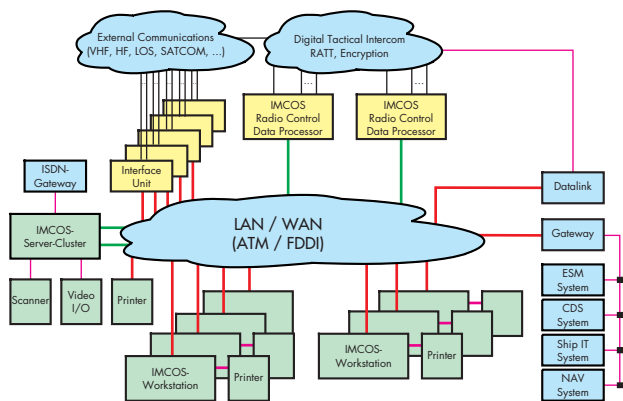 External Communications
(VHF, HF, LOS, SATCOM, ...)
Digital Tactical Intercom
RATT, Encryption
...
...
...
IMCOS
Radio Control
Data Processor
IMCOS
Radio Control
Data Processor
Interface
Unit
ISDN-
Gateway
Datalink
IMCOS-
Server-Cluster
LAN / WAN
(ATM / FDDI)
Gateway
Scanner
Video
I/O
Printer
ESM
System
CDS
System
Ship IT
System
NAV
System
IMCOS-
Workstation
Printer
IMCOS-
Workstation
Printer